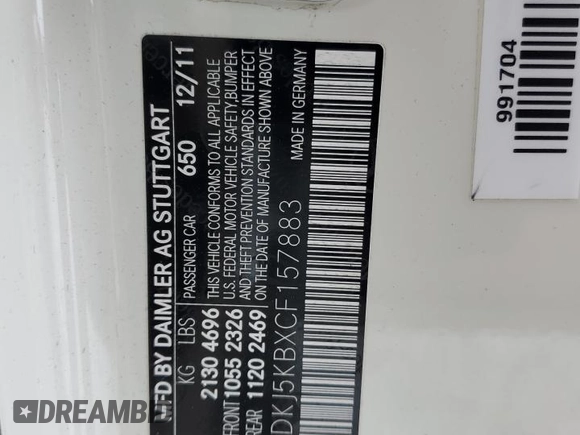 MFD BY DAIMLER AG STUTTGART
KG LBS PASSENGER CAR 650 12/11
2130 4696 THIS VEHICLE CONFORMS TO ALL APPLICABLE
FRONT 1055 2326 U.S. FEDERAL MOTOR VEHICLE SAFETY, BUMPER
REAR 1120 2469 AND THEFT PREVENTION STANDARDS IN EFFECT
ON THE DATE OF MANUFACTURE SHOWN ABOVE
DKJ5KBXCF157883 MADE IN GERMANY
991704
DREAMBE